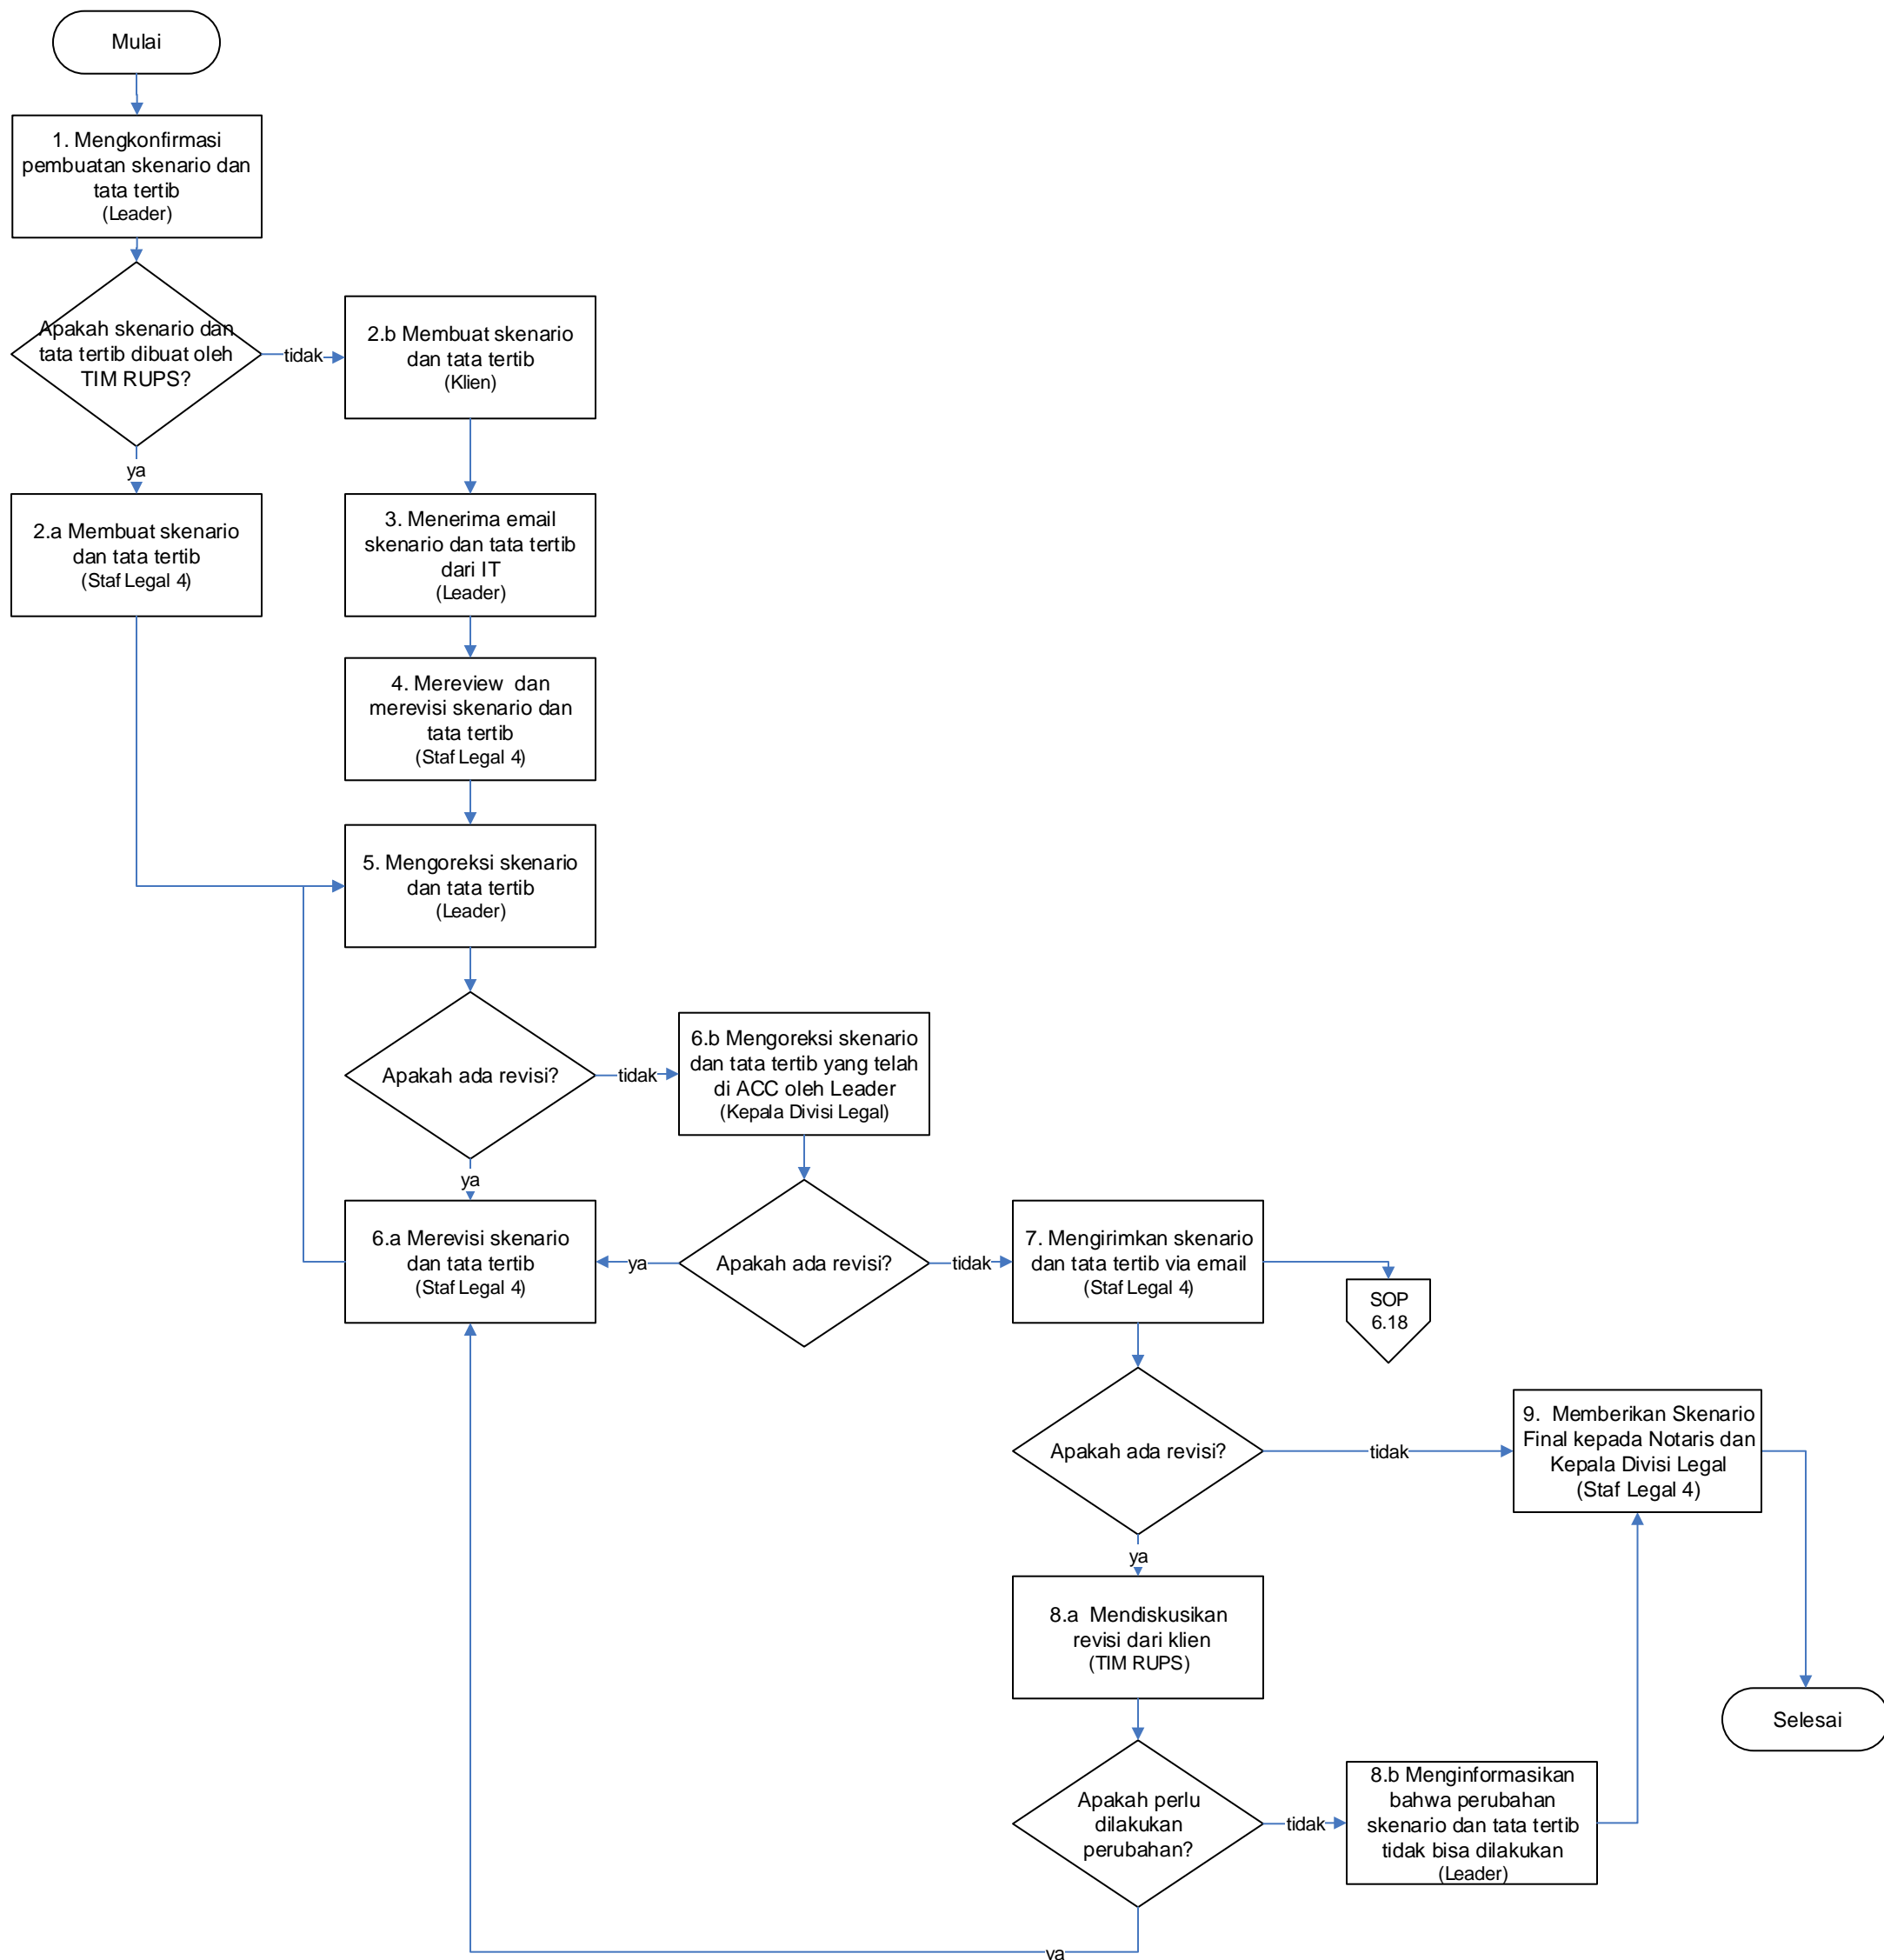 Mulai
1. Mengkonfirmasi
pembuatan skenario dan
tata tertib
(Leader)
Apakah skenario dan
tata tertib dibuat oleh
TIM RUPS?
tidak
2.b Membuat skenario
dan tata tertib
(Klien)
ya
2.a Membuat skenario
dan tata tertib
(Staf Legal 4)
3. Menerima email
skenario dan tata tertib
dari IT
(Leader)
4. Mereview  dan
merevisi skenario dan
tata tertib
(Staf Legal 4)
5. Mengoreksi skenario
dan tata tertib
(Leader)
Apakah ada revisi?
tidak
6.b Mengoreksi skenario
dan tata tertib yang telah
di ACC oleh Leader
(Kepala Divisi Legal)
ya
6.a Merevisi skenario
dan tata tertib
(Staf Legal 4)
ya
Apakah ada revisi?
tidak
7. Mengirimkan skenario
dan tata tertib via email
(Staf Legal 4)
SOP
6.18
Apakah ada revisi?
tidak
9.  Memberikan Skenario
Final kepada Notaris dan
Kepala Divisi Legal
(Staf Legal 4)
ya
8.a  Mendiskusikan
revisi dari klien
(TIM RUPS)
Selesai
Apakah perlu
dilakukan
perubahan?
tidak
8.b Menginformasikan
bahwa perubahan
skenario dan tata tertib
tidak bisa dilakukan
(Leader)
ya